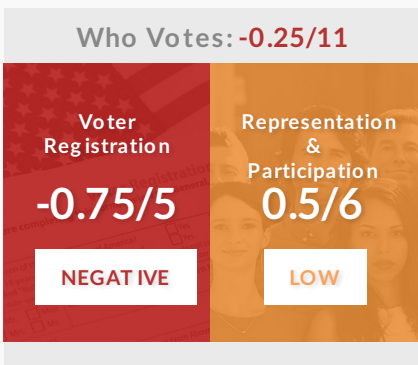 Who Votes: -0.25/11
Voter
Registration
-0.75/5
NEGATIVE
Representation
&
Participation
0.5/6
LOW